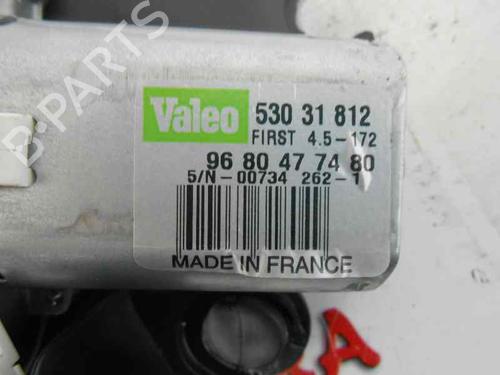 B-PARTS
Valeo 530 31 812
FIRST 4.5-172
96 80 47 74 80
S/N-00734 262-1
MADE IN FRANCE